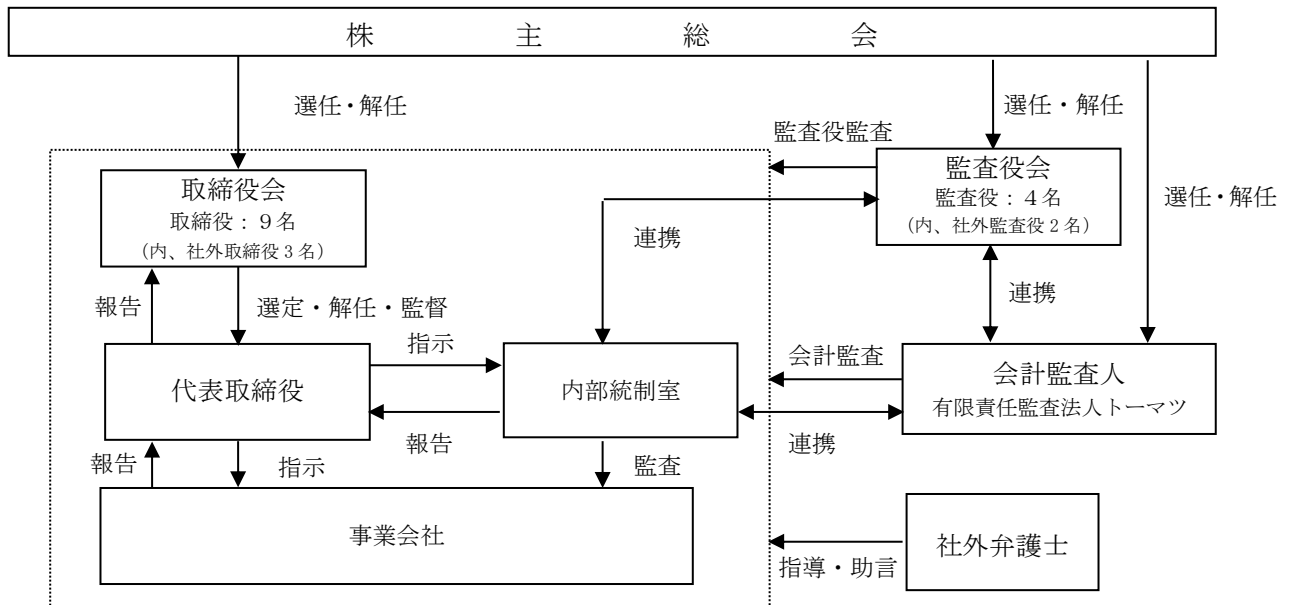 株主総会
選任・解任
選任・解任
監査役監査
監査役会
監査役：４名
（内、社外監査役２名）
取締役会
取締役：９名
（内、社外取締役３名）
選任・解任
連携
報告
選定・解任・監督
連携
指示
会計監査
代表取締役
内部統制室
会計監査人
有限責任監査法人トーマツ
報告
連携
報告
指示
監査
事業会社
社外弁護士
指導・助言